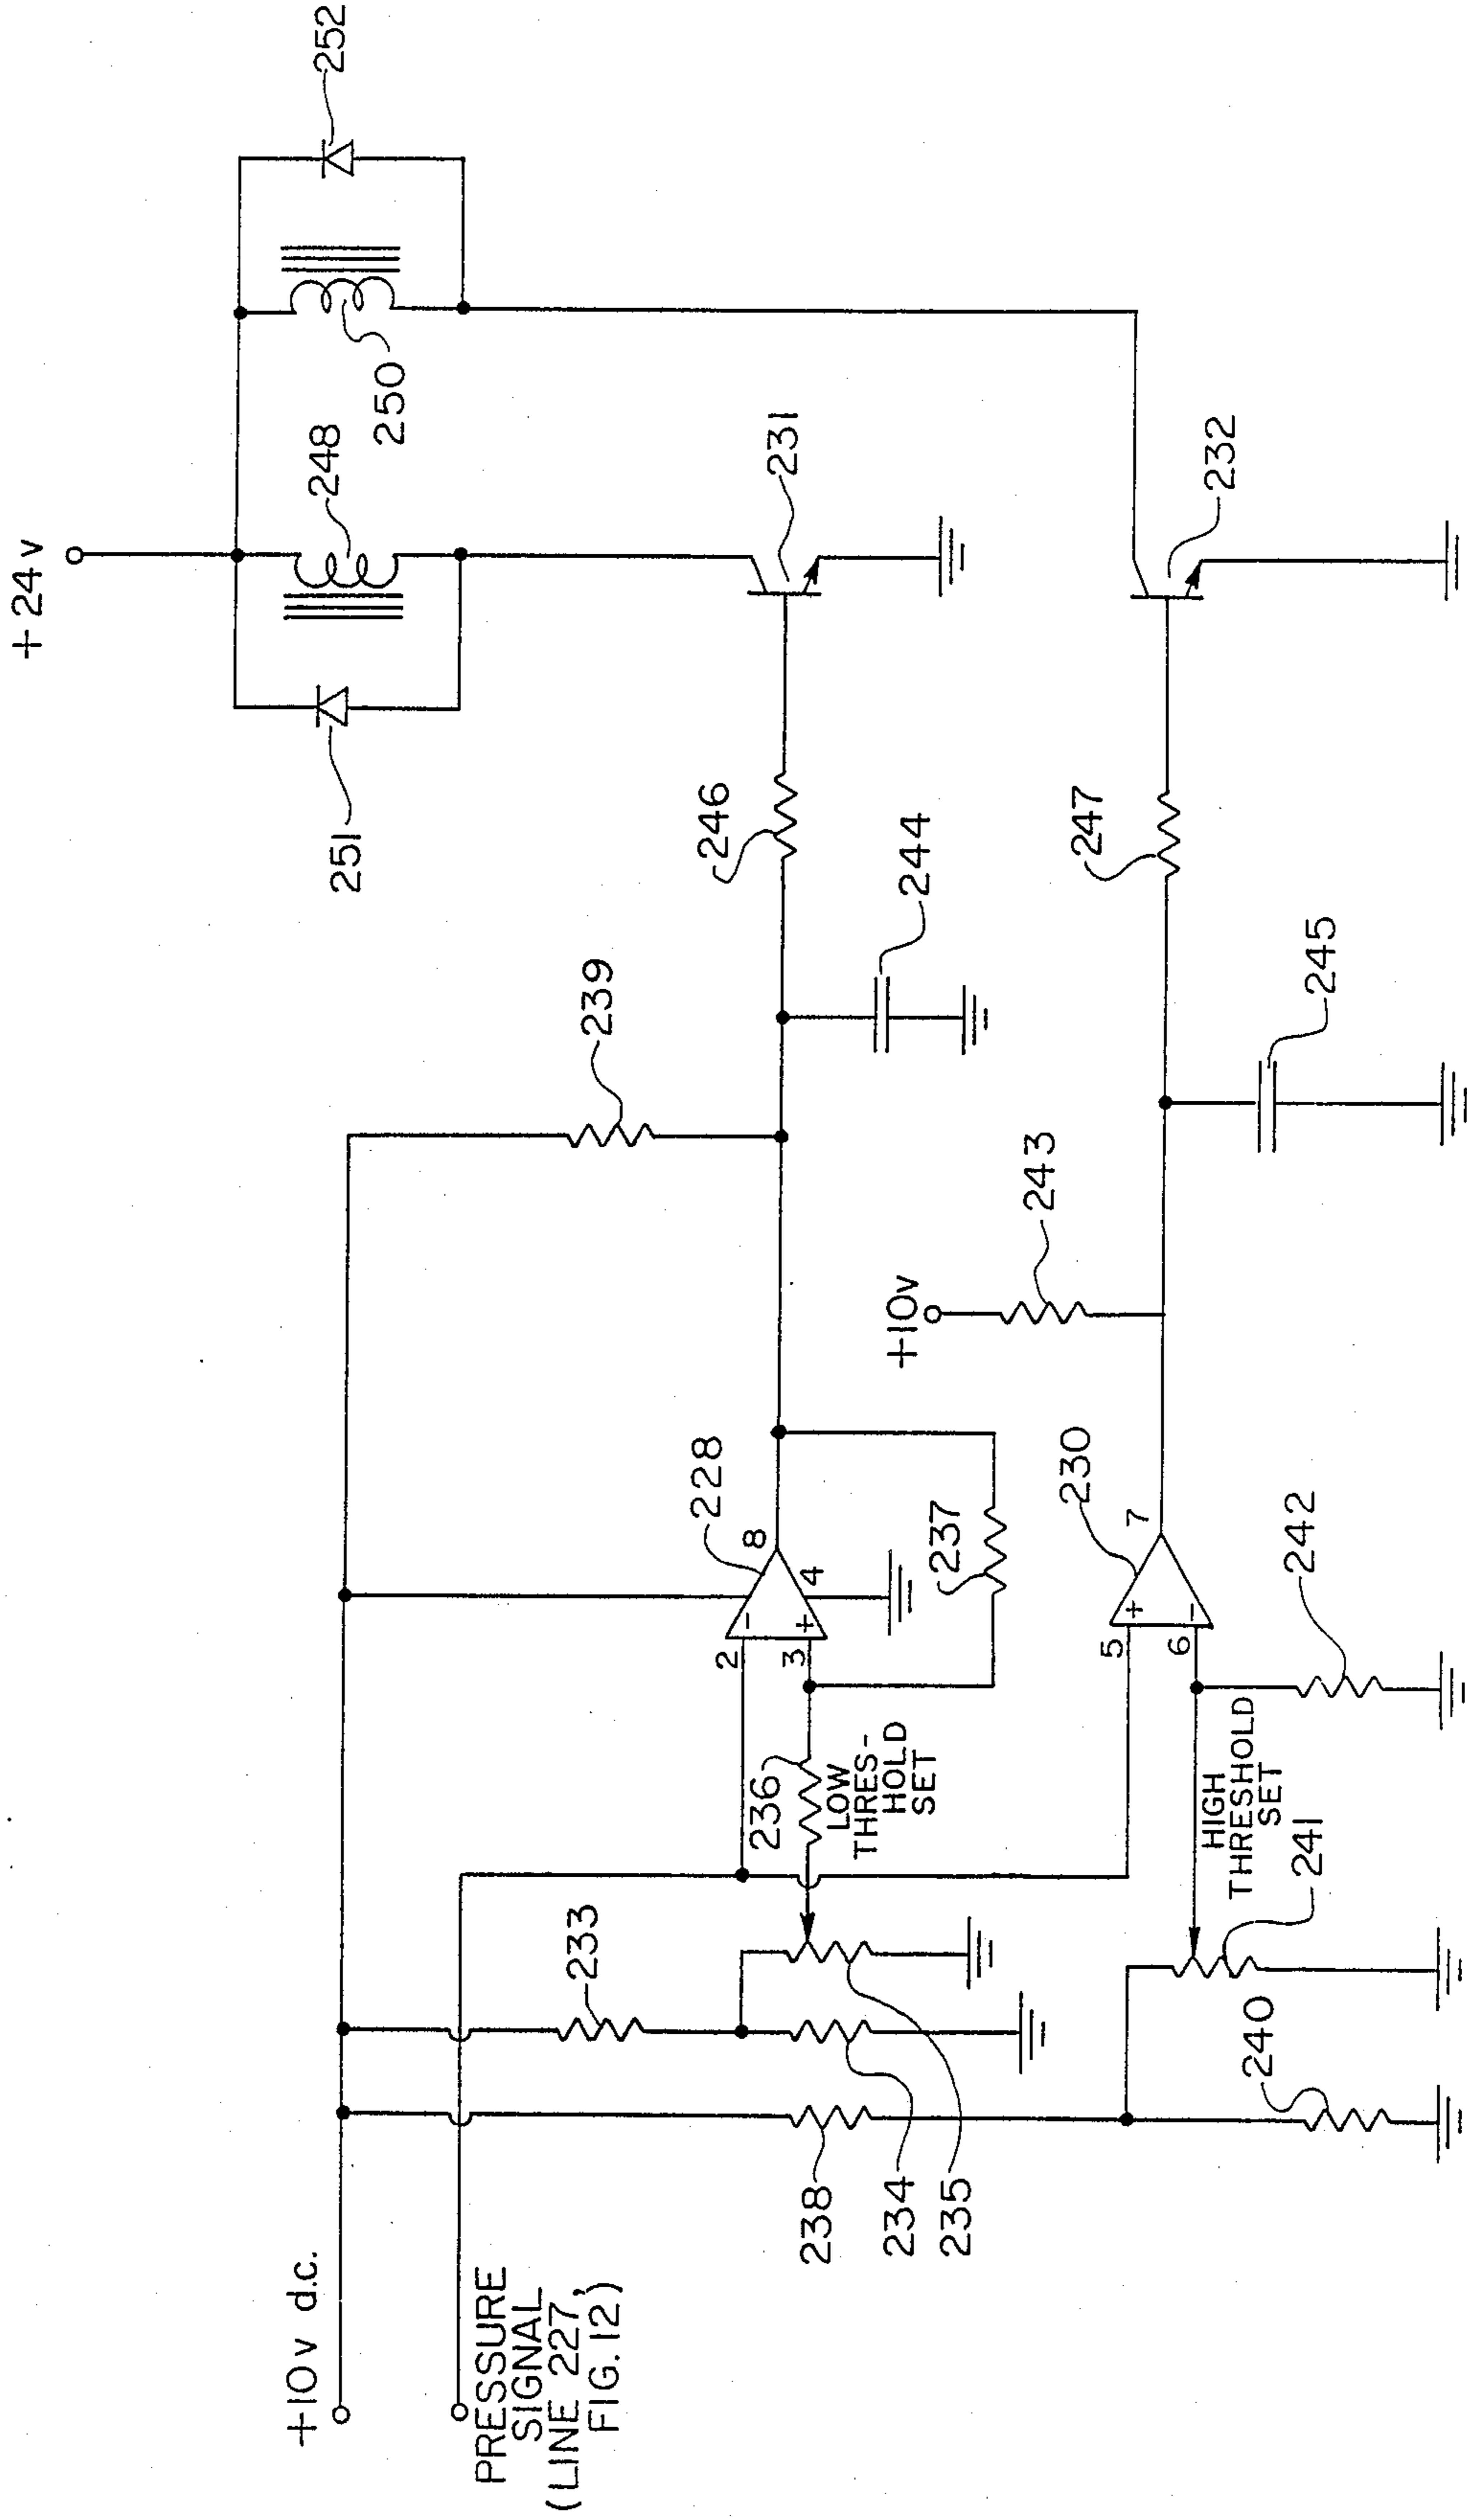 +24v
252
248
250
251
231
239
246
244
232
247
+10v
243
245
228
8
2
3
4
-
+
237
230
7
5
6
+
-
242
236
LOW
THRES-
HOLD
SET
HIGH
THRESHOLD
SET
241
233
240
238
234
235
+10v d.c.
PRESSURE
SIGNAL
(LINE 227,
FIG. 12)